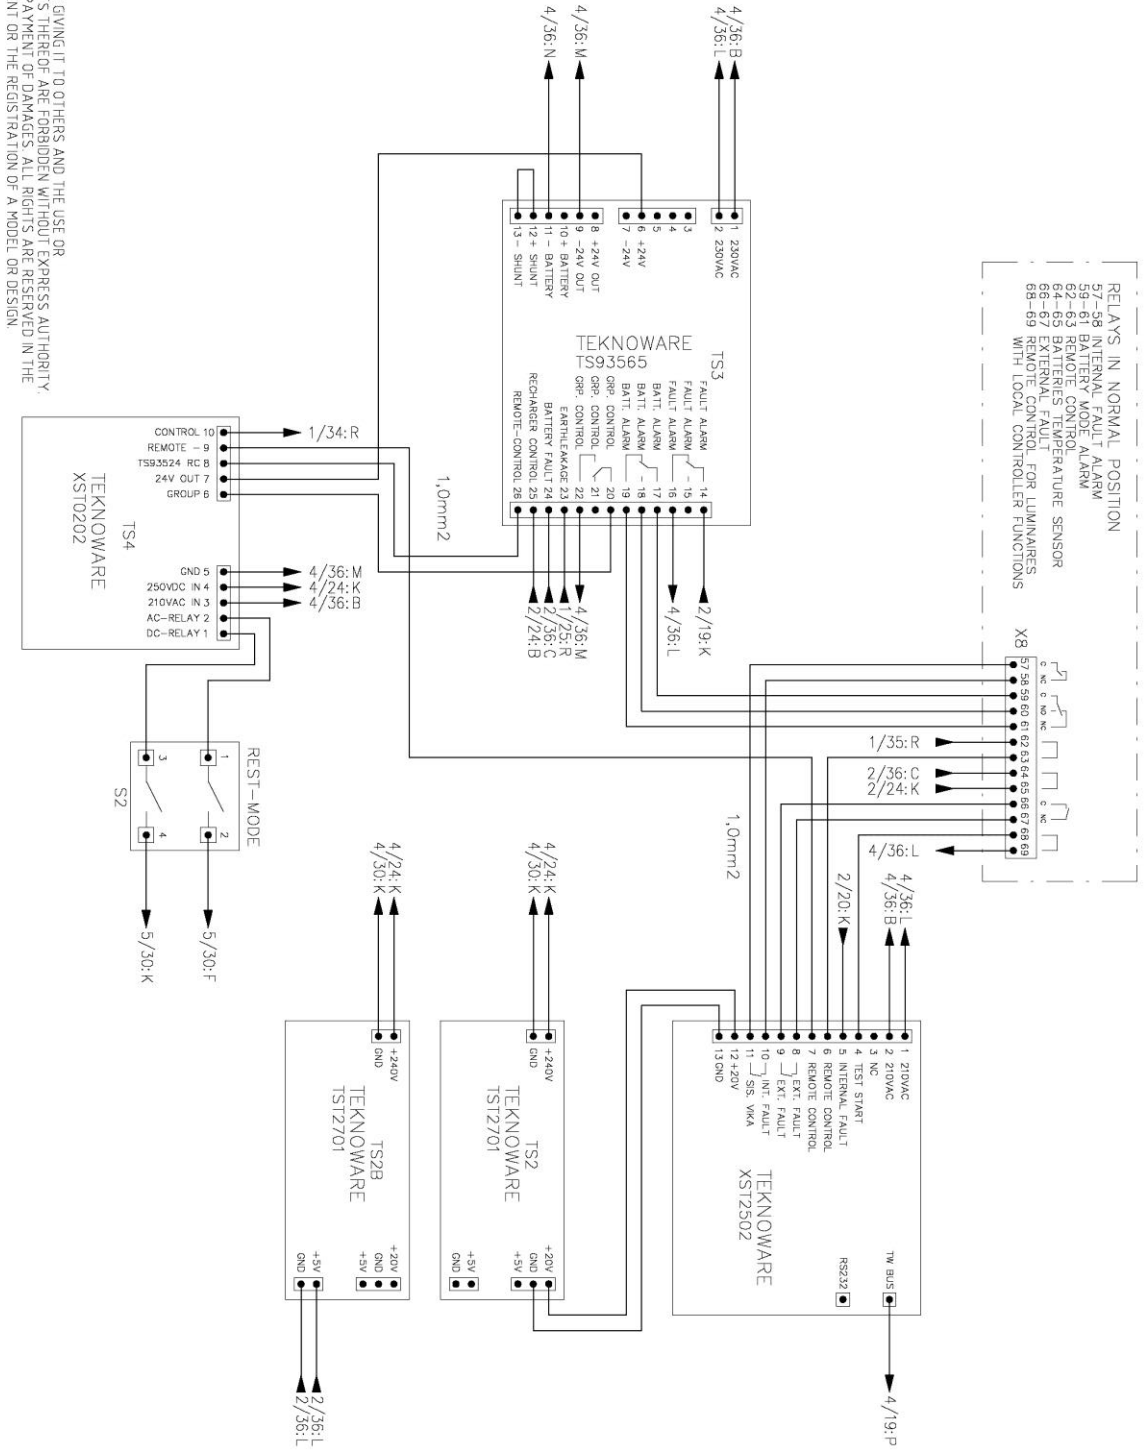 RELAYS IN NORMAL POSITION
57-58 INTERNAL FAULT ALARM
59-61 BATTERY MODE ALARM
62-63 REMOTE CONTROL
64-65 BATTERIES TEMPERATURE SENSOR
66-67 EXTERNAL FAULT
68-69 REMOTE CONTROL FOR LUMINAIRES
WITH LOCAL CONTROLLER FUNCTIONS
X8
C
NC
C
NO
NC
C
NC
57
58
59
60
61
62
63
64
65
66
67
68
69
1/35:R
2/36:C
2/24:K
4/36:L
4/36:B
4/36:L
4/36:M
4/36:N
1 230VAC
2 230VAC
3
4
5
6 +24V
7 -24V
8 +24V OUT
9 -24V OUT
10 + BATTERY
11 - BATTERY
12 + SHUNT
13 - SHUNT
TS3
TEKNOWARE
TS93565
FAULT ALARM 14
FAULT ALARM 15
FAULT ALARM 16
BATT. ALARM 17
BATT. ALARM 18
BATT. ALARM 19
GRP. CONTROL 20
GRP. CONTROL 21
GRP. CONTROL 22
EARTHLEAKAGE 23
BATTERY FAULT 24
RECHARGER CONTROL 25
REMOTE-CONTROL 26
2/19:K
4/36:L
4/36:M
1/25:R
2/36:C
2/24:B
1,0mm2
1,0mm2
4/36:L
4/36:B
2/20:K
1 210VAC
2 210VAC
3 NC
4 TEST START
5 INTERNAL FAULT
6 REMOTE CONTROL
7 REMOTE CONTROL
8 EXT. FAULT
9 EXT. FAULT
10 INT. FAULT
11 SIS. VIKA
12 +20V
13 GND
TEKNOWARE
XST2502
TW BUS
RS232
4/19:P
4/24:K
4/30:K
+240V
GND
TS2
TEKNOWARE
TST2701
+20V
GND
+5V
+5V
GND
4/24:K
4/30:K
+240V
GND
TS2B
TEKNOWARE
TST2701
+20V
GND
+5V
+5V
GND
2/36:L
2/36:L
CONTROL 10
REMOTE - 9
TS93524 RC 8
24V OUT 7
GROUP 6
GND 5
250VDC IN 4
210VAC IN 3
AC-RELAY 2
DC-RELAY 1
TS4
TEKNOWARE
XST0202
1/34:R
4/36:M
4/24:K
4/36:B
REST-MODE
1
2
3
4
S2
5/30:F
5/30:K
GIVING IT TO OTHERS AND THE USE OR
THEREOF ARE FORBIDDEN WITHOUT EXPRESS AUTHORITY.
PAYMENT OF DAMAGES. ALL RIGHTS ARE RESERVED IN THE
OR THE REGISTRATION OF A MODEL OR DESIGN.